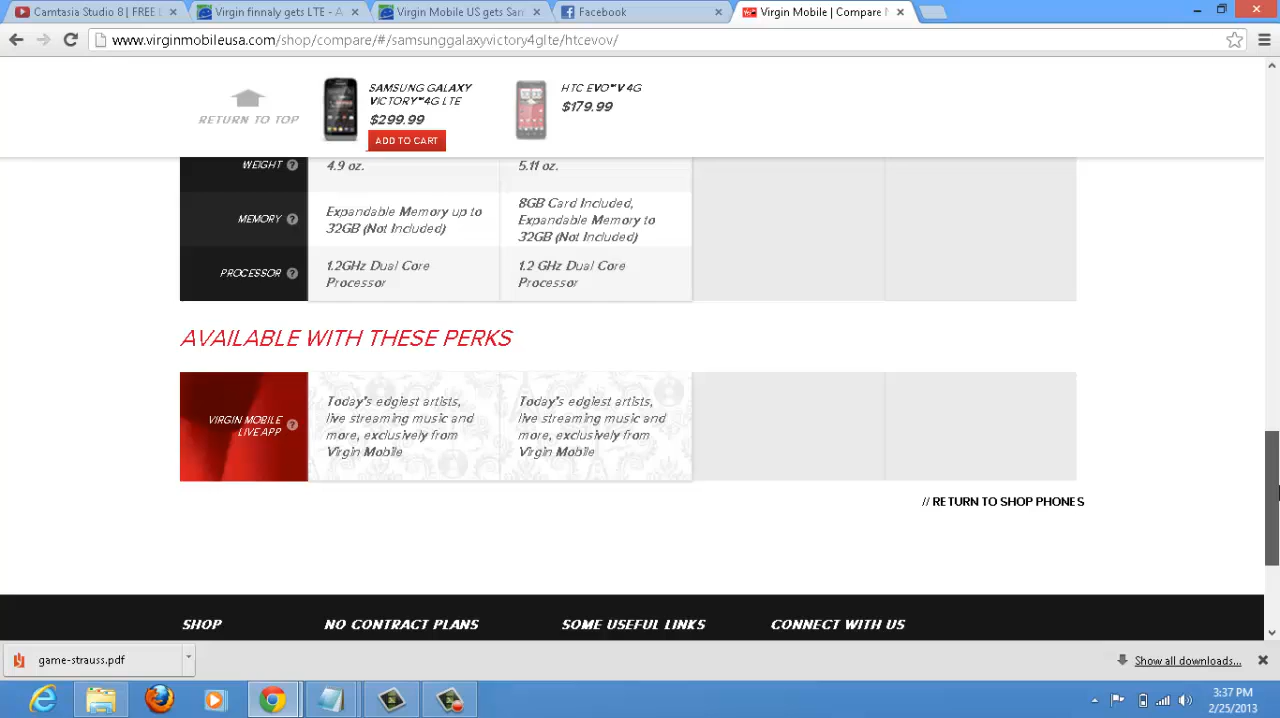 Camtasia Studio 8 | FREE
Virgin finnaly gets LTE - A
Virgin Mobile US gets Sam
Facebook
Virgin Mobile | Compare
www.virginmobileusa.com/shop/compare/#/samsunggalaxyvictory4glte/htcevov/
RETURN TO TOP
SAMSUNG GALAXY
VICTORY™4G LTE
$299.99
ADD TO CART
HTC EVO™V 4G
$179.99
WEIGHT ?
4.9 oz.
5.11 oz.
MEMORY ?
Expandable Memory up to
32GB (Not Included)
8GB Card Included,
Expandable Memory to
32GB (Not Included)
PROCESSOR ?
1.2GHz Dual Core
Processor
1.2 GHz Dual Core
Processor
AVAILABLE WITH THESE PERKS
VIRGIN MOBILE
LIVE APP ?
Today's edgiest artists,
live streaming music and
more, exclusively from
Virgin Mobile
Today's edgiest artists,
live streaming music and
more, exclusively from
Virgin Mobile
// RETURN TO SHOP PHONES
SHOP
NO CONTRACT PLANS
SOME USEFUL LINKS
CONNECT WITH US
game-strauss.pdf
Show all downloads...
3:37 PM
2/25/2013